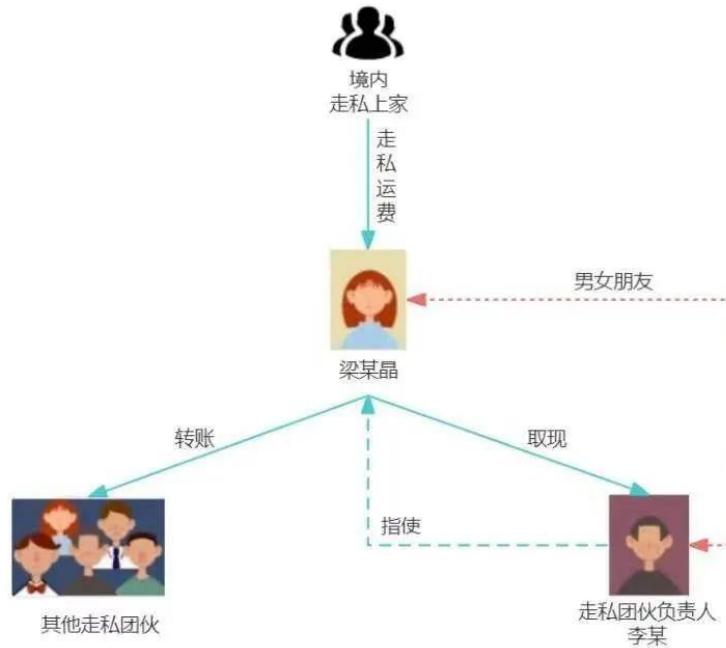 境内
走私上家
走私运费
男女朋友
梁某晶
转账
取现
指使
其他走私团伙
走私团伙负责人
李某